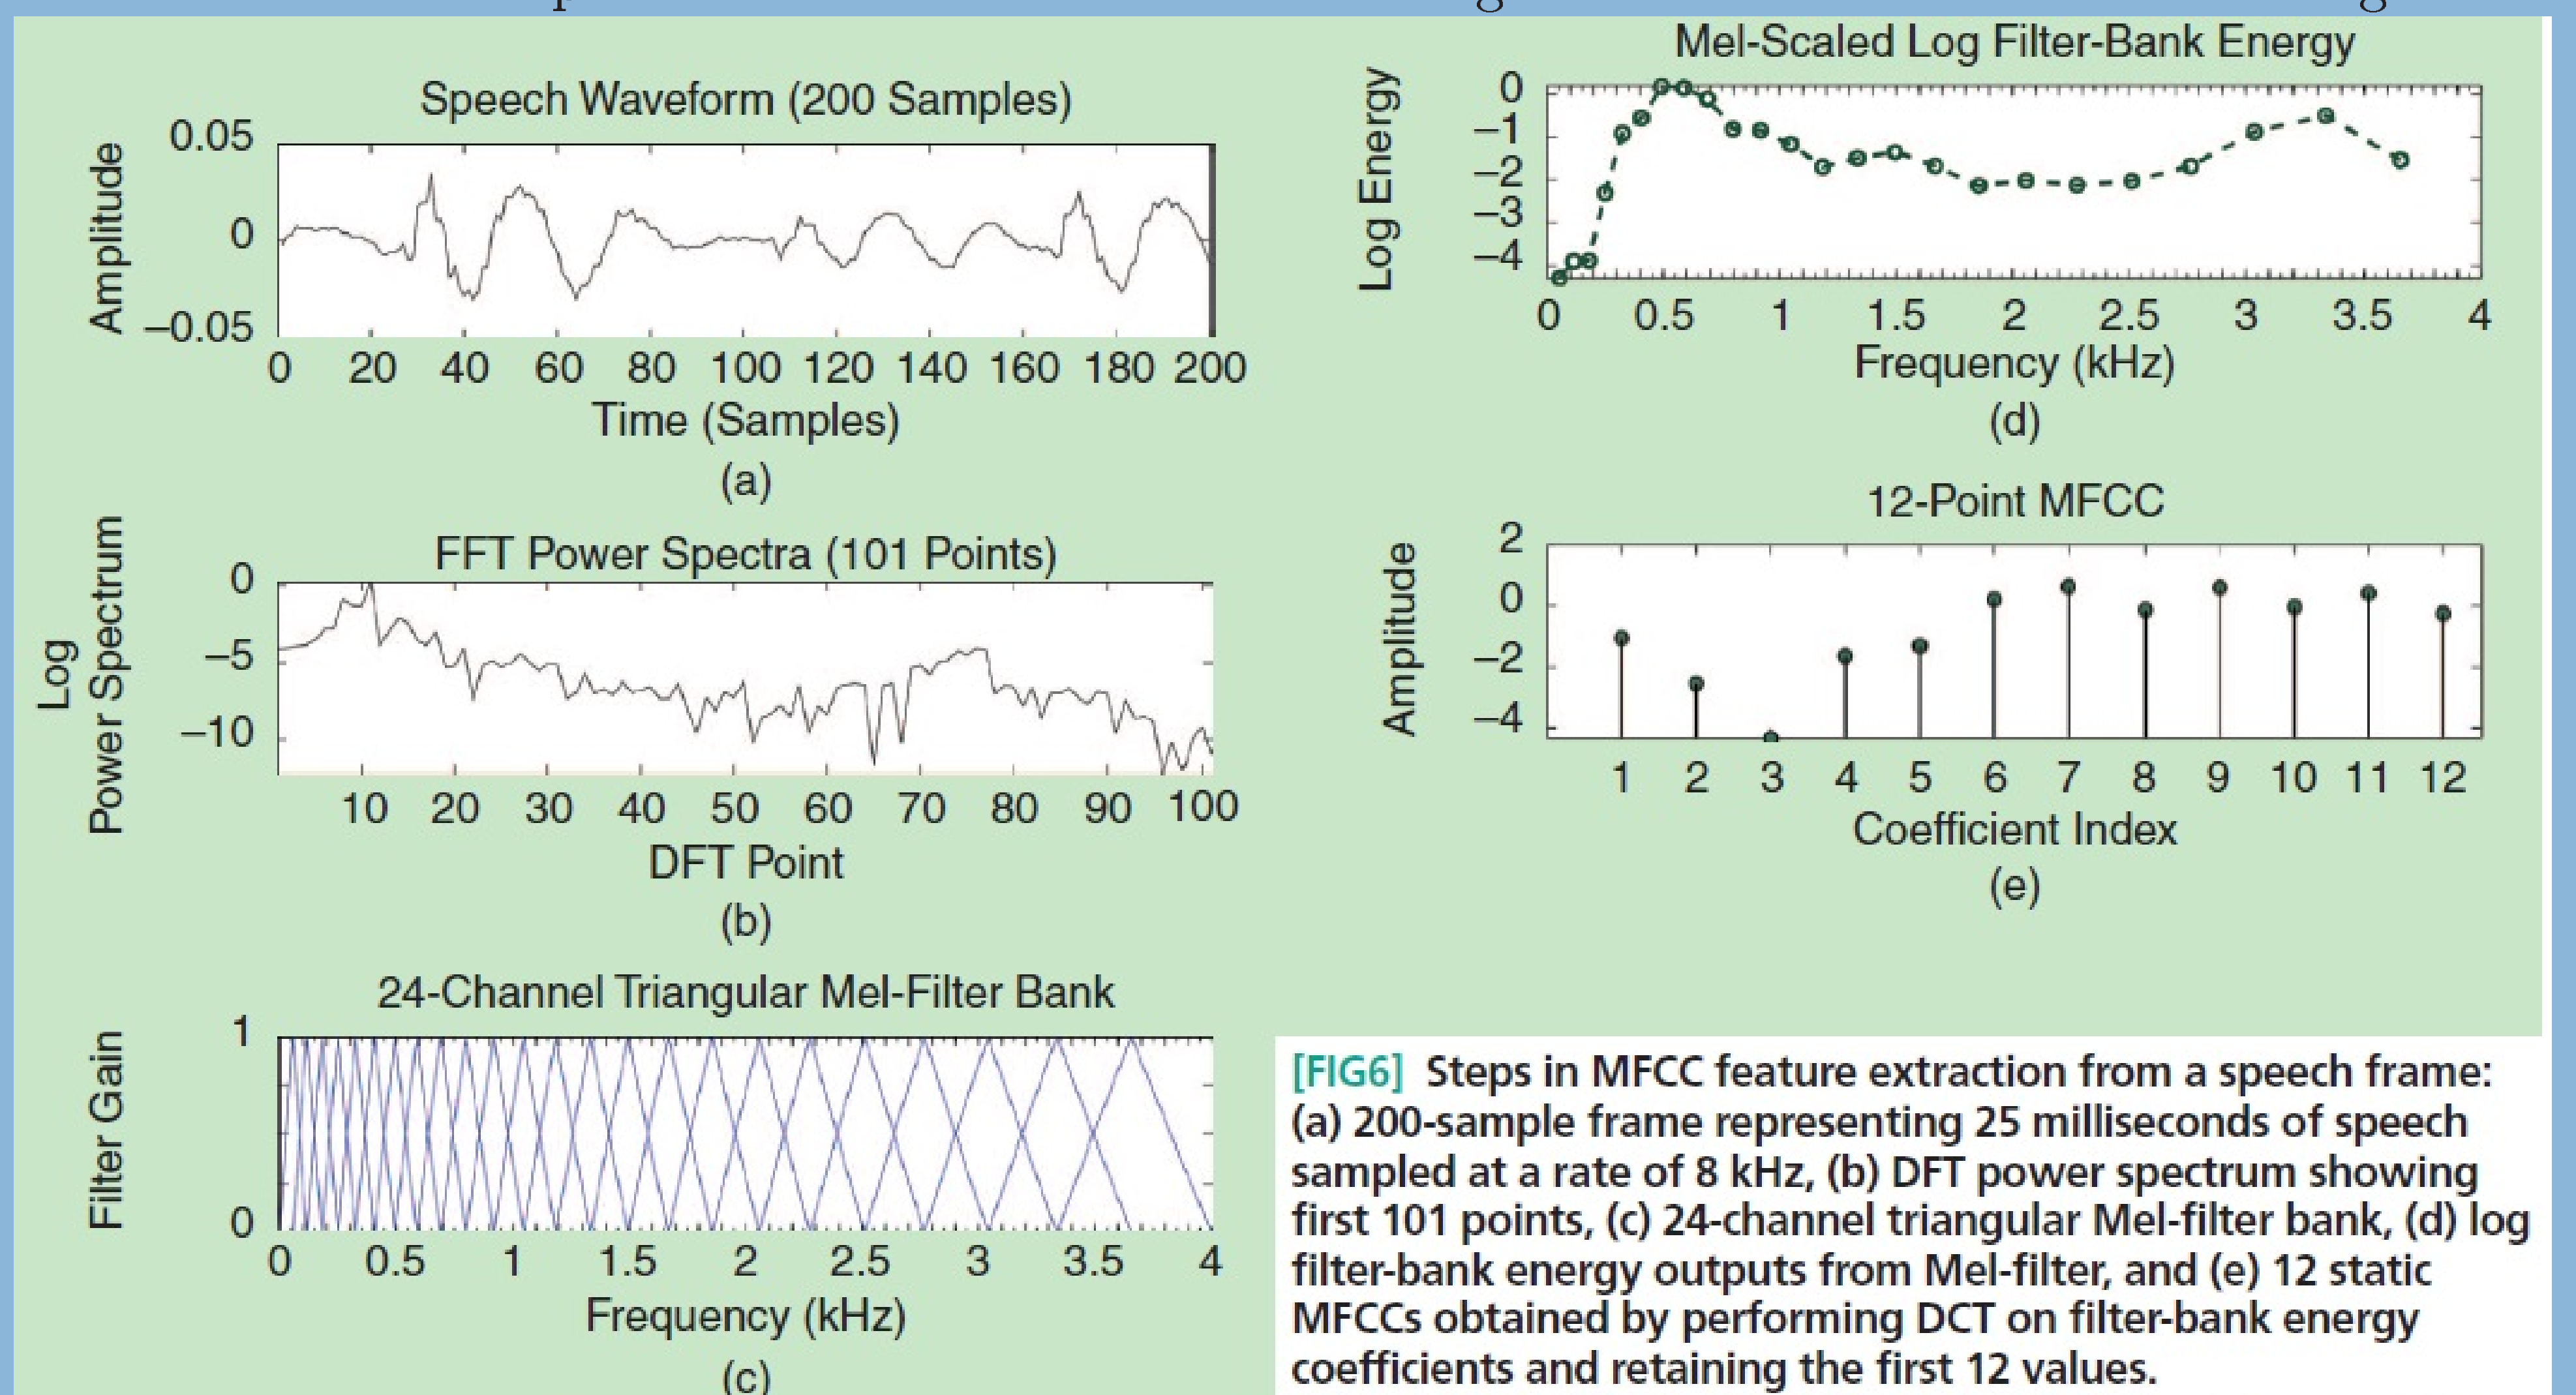 Speech Waveform (200 Samples)
Amplitude
0.05
0
–0.05
0 20 40 60 80 100 120 140 160 180 200
Time (Samples)
(a)
FFT Power Spectra (101 Points)
Log
Power Spectrum
0
–5
–10
10 20 30 40 50 60 70 80 90 100
DFT Point
(b)
24-Channel Triangular Mel-Filter Bank
Filter Gain
1
0
0 0.5 1 1.5 2 2.5 3 3.5 4
Frequency (kHz)
(c)
Mel-Scaled Log Filter-Bank Energy
Log Energy
0
–1
–2
–3
–4
0 0.5 1 1.5 2 2.5 3 3.5 4
Frequency (kHz)
(d)
12-Point MFCC
Amplitude
2
0
–2
–4
1 2 3 4 5 6 7 8 9 10 11 12
Coefficient Index
(e)
[FIG6] Steps in MFCC feature extraction from a speech frame:
(a) 200-sample frame representing 25 milliseconds of speech
sampled at a rate of 8 kHz, (b) DFT power spectrum showing
first 101 points, (c) 24-channel triangular Mel-filter bank, (d) log
filter-bank energy outputs from Mel-filter, and (e) 12 static
MFCCs obtained by performing DCT on filter-bank energy
coefficients and retaining the first 12 values.